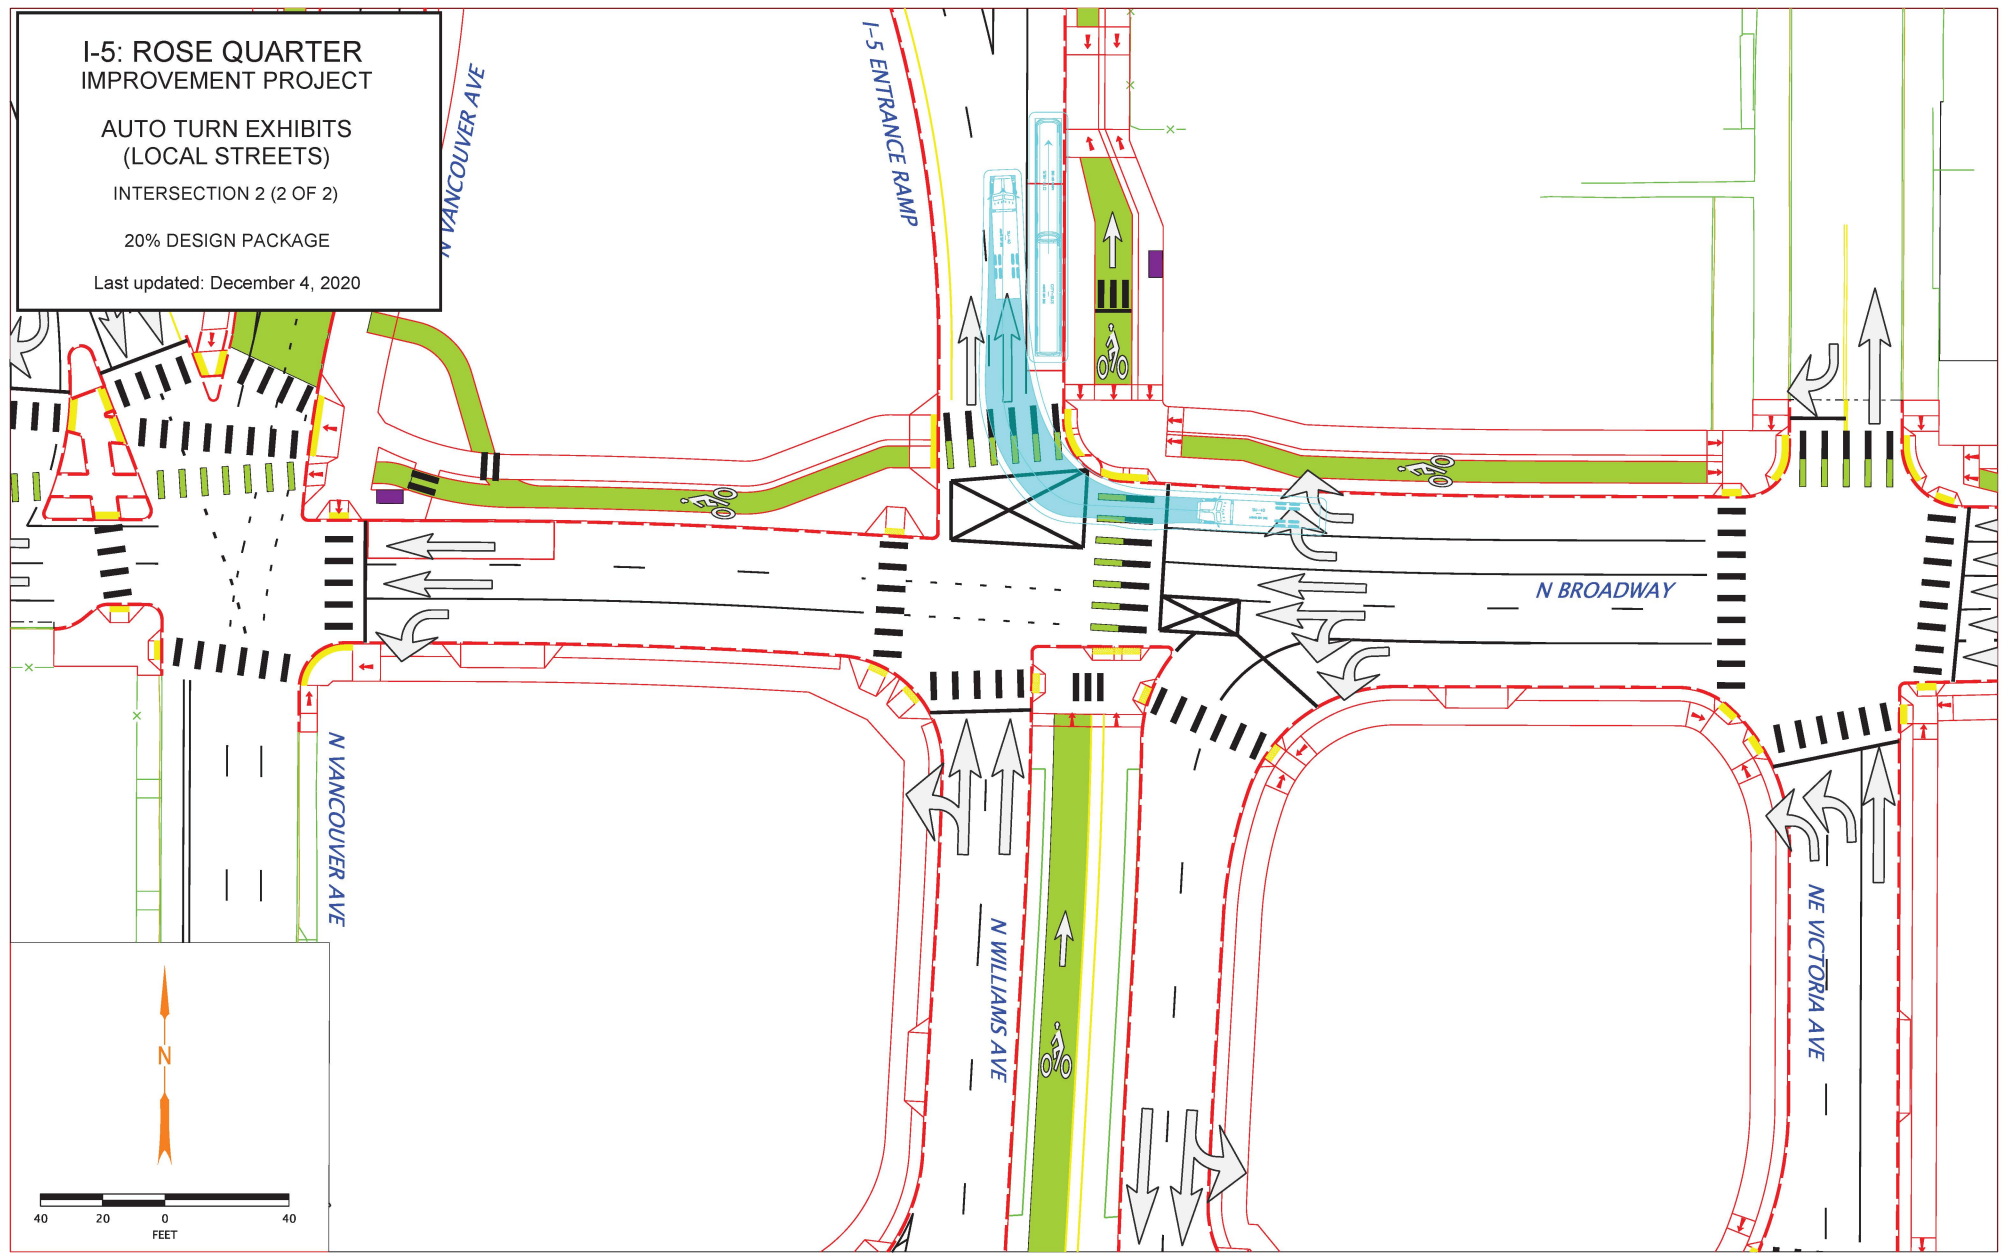 I-5: ROSE QUARTER
IMPROVEMENT PROJECT
AUTO TURN EXHIBITS
(LOCAL STREETS)
INTERSECTION 2 (2 OF 2)
20% DESIGN PACKAGE
Last updated: December 4, 2020
N VANCOUVER AVE
I-5 ENTRANCE RAMP
N BROADWAY
N VANCOUVER AVE
N WILLIAMS AVE
NE VICTORIA AVE
N
40 20 0 40
FEET